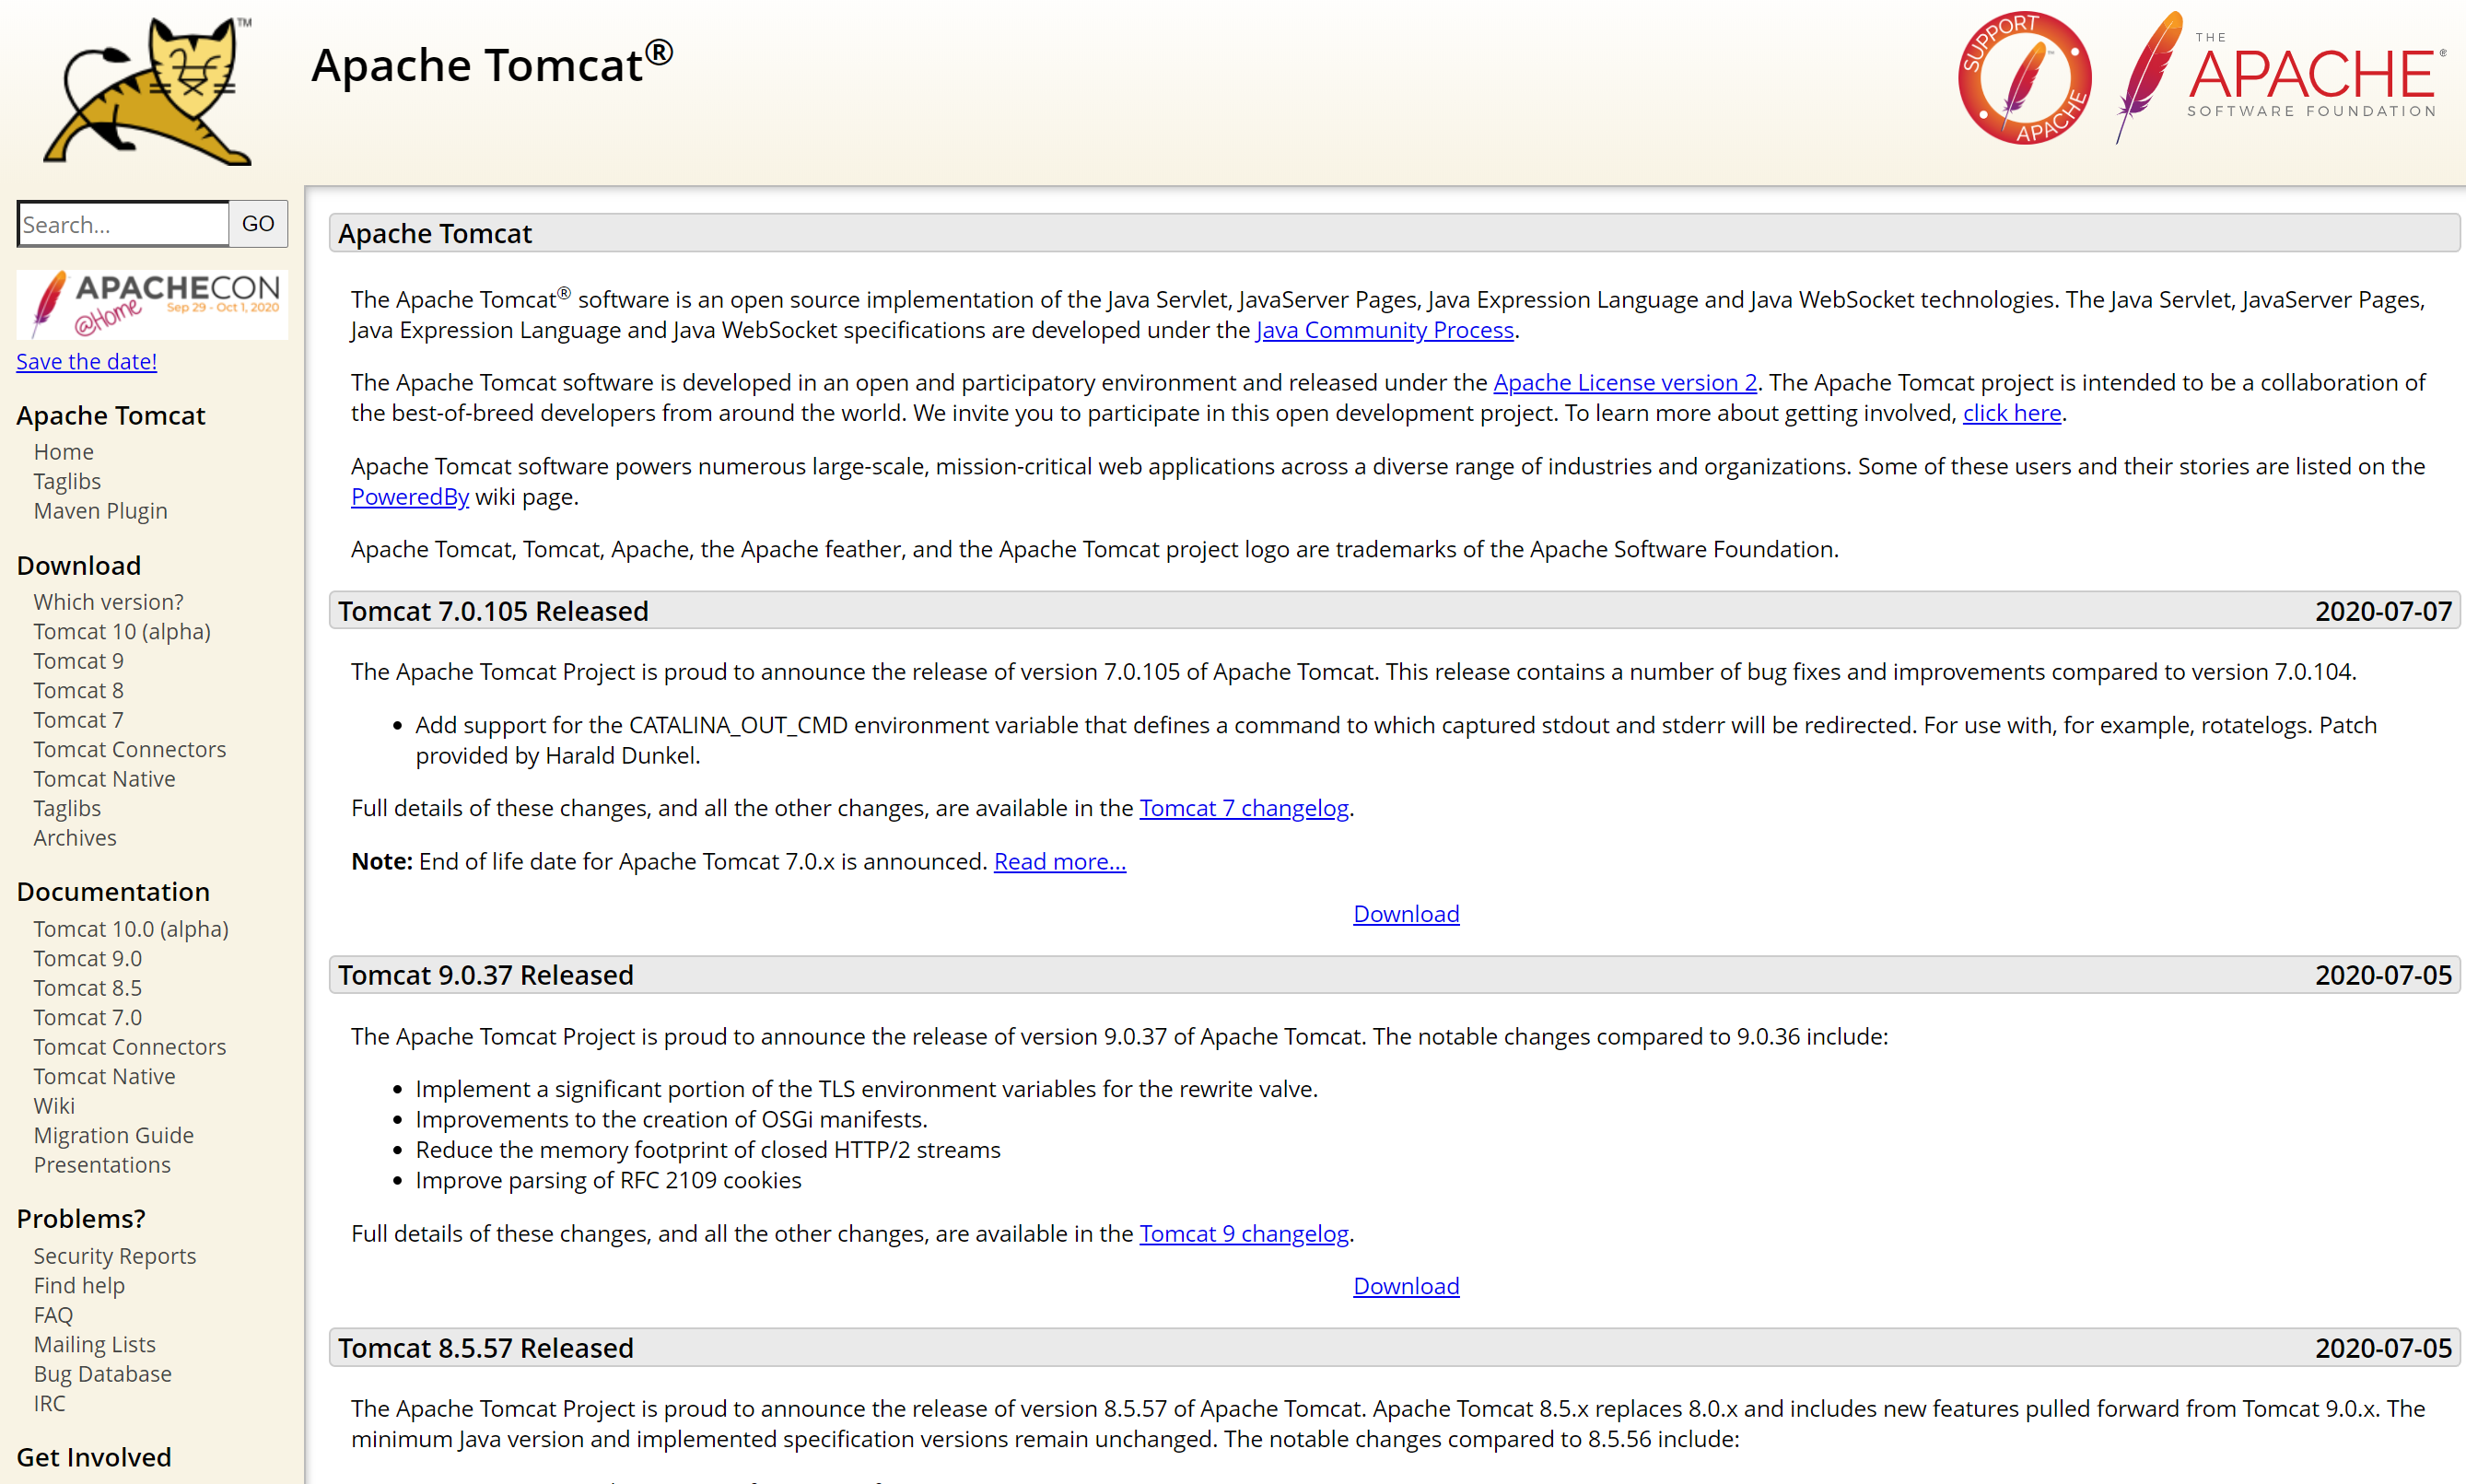 TM
Apache Tomcat®
SUPPORT
APACHE
™
THE
APACHE®
SOFTWARE FOUNDATION
Search...
GO
APACHECON
@Home
Sep 29 - Oct 1, 2020
Save the date!
Apache Tomcat
Home
Taglibs
Maven Plugin
Download
Which version?
Tomcat 10 (alpha)
Tomcat 9
Tomcat 8
Tomcat 7
Tomcat Connectors
Tomcat Native
Taglibs
Archives
Documentation
Tomcat 10.0 (alpha)
Tomcat 9.0
Tomcat 8.5
Tomcat 7.0
Tomcat Connectors
Tomcat Native
Wiki
Migration Guide
Presentations
Problems?
Security Reports
Find help
FAQ
Mailing Lists
Bug Database
IRC
Get Involved
Apache Tomcat
The Apache Tomcat® software is an open source implementation of the Java Servlet, JavaServer Pages, Java Expression Language and Java WebSocket technologies. The Java Servlet, JavaServer Pages,
Java Expression Language and Java WebSocket specifications are developed under the Java Community Process.
The Apache Tomcat software is developed in an open and participatory environment and released under the Apache License version 2. The Apache Tomcat project is intended to be a collaboration of
the best-of-breed developers from around the world. We invite you to participate in this open development project. To learn more about getting involved, click here.
Apache Tomcat software powers numerous large-scale, mission-critical web applications across a diverse range of industries and organizations. Some of these users and their stories are listed on the
PoweredBy wiki page.
Apache Tomcat, Tomcat, Apache, the Apache feather, and the Apache Tomcat project logo are trademarks of the Apache Software Foundation.
Tomcat 7.0.105 Released 2020-07-07
The Apache Tomcat Project is proud to announce the release of version 7.0.105 of Apache Tomcat. This release contains a number of bug fixes and improvements compared to version 7.0.104.
• Add support for the CATALINA_OUT_CMD environment variable that defines a command to which captured stdout and stderr will be redirected. For use with, for example, rotatelogs. Patch
provided by Harald Dunkel.
Full details of these changes, and all the other changes, are available in the Tomcat 7 changelog.
Note: End of life date for Apache Tomcat 7.0.x is announced. Read more...
Download
Tomcat 9.0.37 Released 2020-07-05
The Apache Tomcat Project is proud to announce the release of version 9.0.37 of Apache Tomcat. The notable changes compared to 9.0.36 include:
• Implement a significant portion of the TLS environment variables for the rewrite valve.
• Improvements to the creation of OSGi manifests.
• Reduce the memory footprint of closed HTTP/2 streams
• Improve parsing of RFC 2109 cookies
Full details of these changes, and all the other changes, are available in the Tomcat 9 changelog.
Download
Tomcat 8.5.57 Released 2020-07-05
The Apache Tomcat Project is proud to announce the release of version 8.5.57 of Apache Tomcat. Apache Tomcat 8.5.x replaces 8.0.x and includes new features pulled forward from Tomcat 9.0.x. The
minimum Java version and implemented specification versions remain unchanged. The notable changes compared to 8.5.56 include: